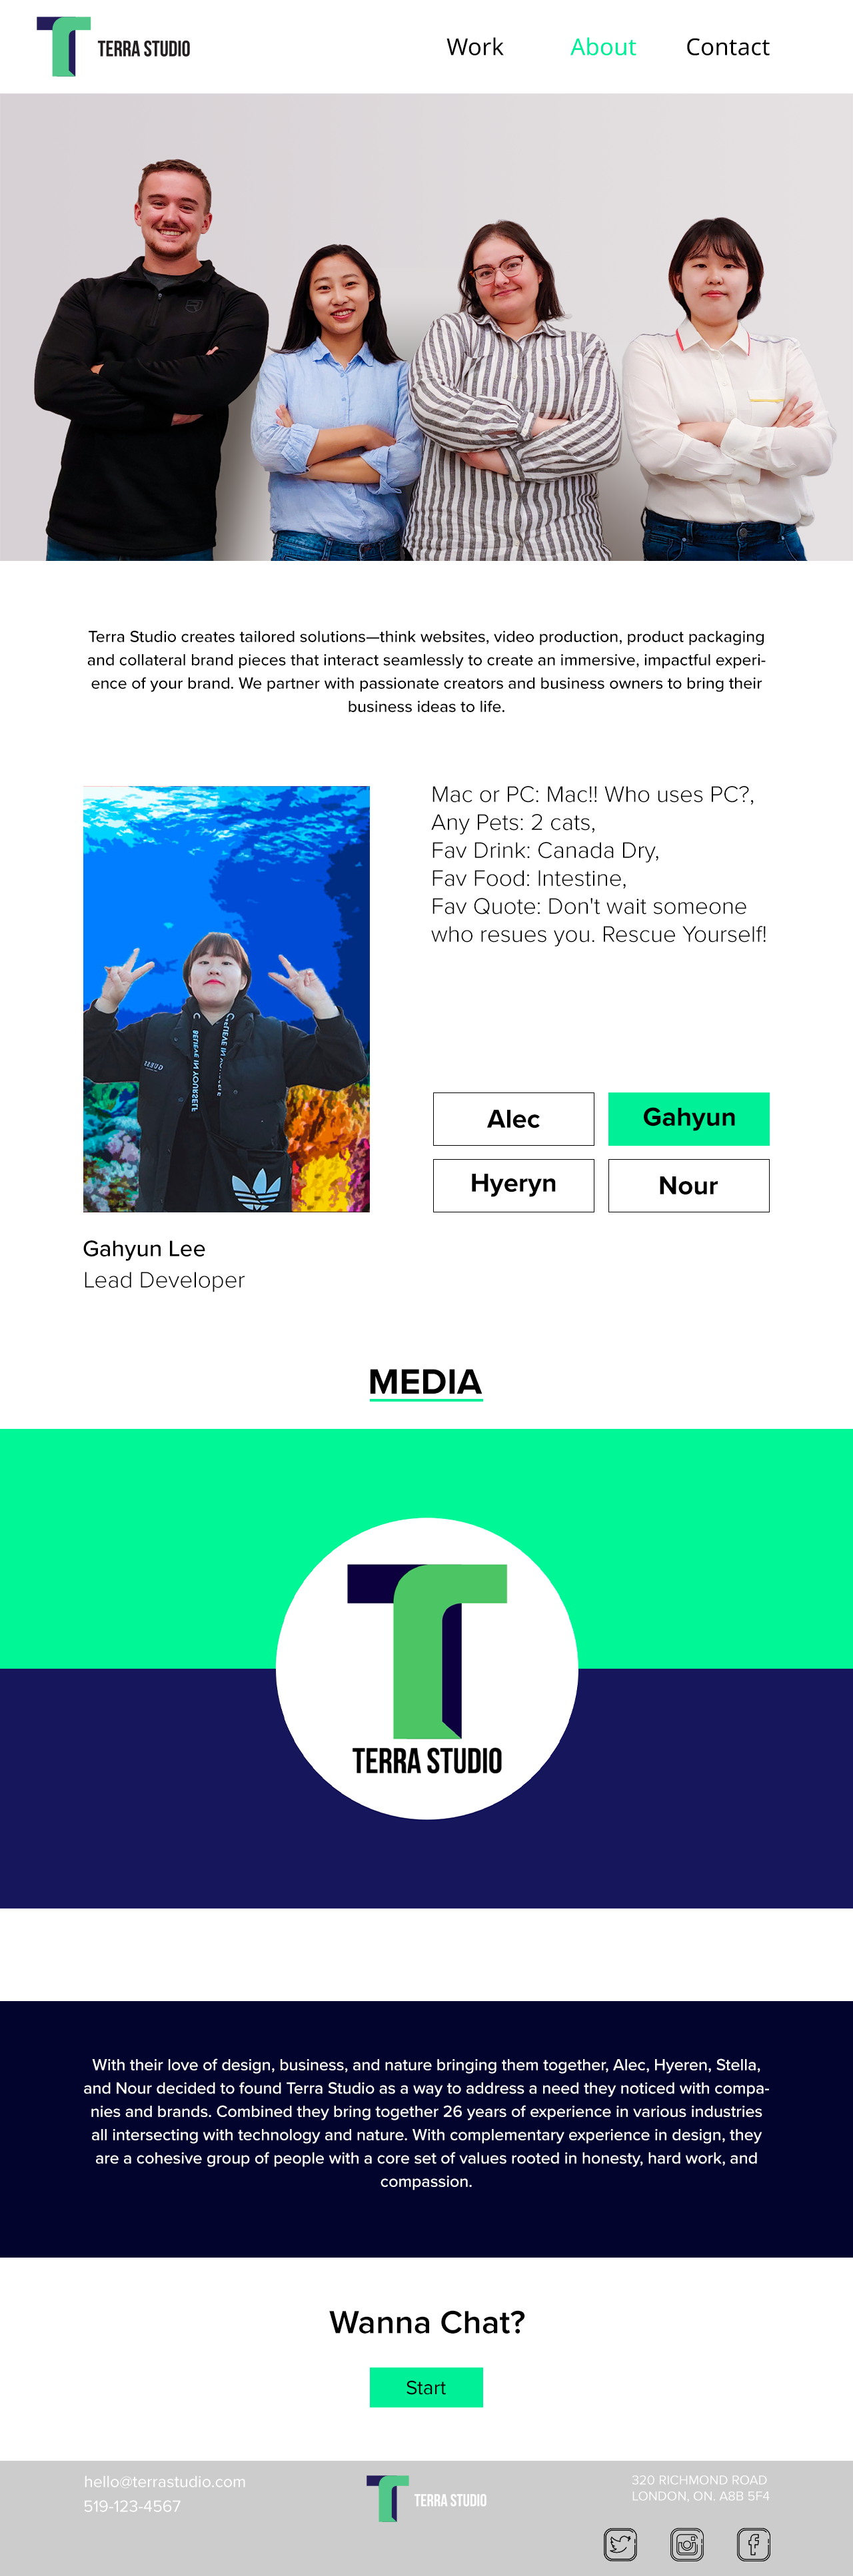 TERRA STUDIO
Work About Contact
Terra Studio creates tailored solutions—think websites, video production, product packaging
and collateral brand pieces that interact seamlessly to create an immersive, impactful experi-
ence of your brand. We partner with passionate creators and business owners to bring their
business ideas to life.
Mac or PC: Mac!! Who uses PC?,
Any Pets: 2 cats,
Fav Drink: Canada Dry,
Fav Food: Intestine,
Fav Quote: Don't wait someone
who resues you. Rescue Yourself!
BELIEVE IN YOURSELF
Alec
Gahyun
Hyeryn
Nour
Gahyun Lee
Lead Developer
MEDIA
TERRA STUDIO
With their love of design, business, and nature bringing them together, Alec, Hyeren, Stella,
and Nour decided to found Terra Studio as a way to address a need they noticed with compa-
nies and brands. Combined they bring together 26 years of experience in various industries
all intersecting with technology and nature. With complementary experience in design, they
are a cohesive group of people with a core set of values rooted in honesty, hard work, and
compassion.
Wanna Chat?
Start
hello@terrastudio.com
519-123-4567
TERRA STUDIO
320 RICHMOND ROAD
LONDON, ON. A8B 5F4